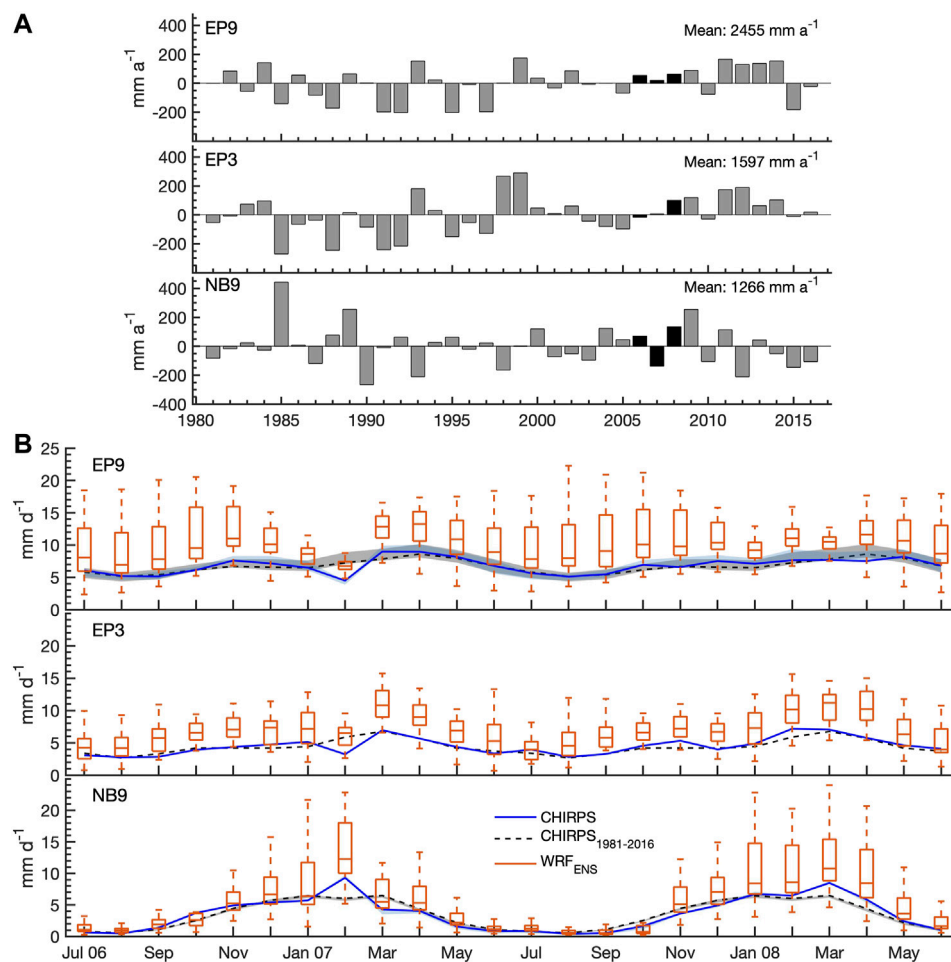 A
EP9
Mean: 2455 mm a⁻¹
400
200
0
-200
mm a⁻¹
EP3
Mean: 1597 mm a⁻¹
400
200
0
-200
mm a⁻¹
NB9
Mean: 1266 mm a⁻¹
400
200
0
-200
-400
mm a⁻¹
1980 1985 1990 1995 2000 2005 2010 2015
B
EP9
25
20
15
10
5
0
mm d⁻¹
EP3
20
15
10
5
0
mm d⁻¹
NB9
20
15
10
5
0
mm d⁻¹
CHIRPS
CHIRPS₁₉₈₁₋₂₀₁₆
WRF_ENS
Jul 06 Sep Nov Jan 07 Mar May Jul Sep Nov Jan 08 Mar May